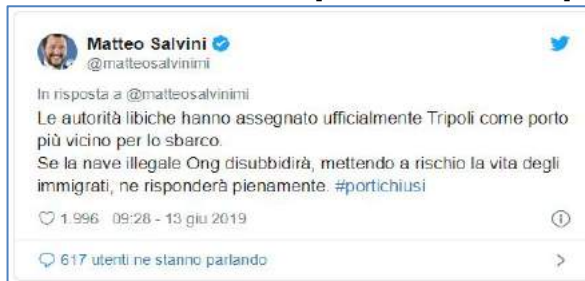 Matteo Salvini
@matteosalvinimi
In risposta a @matteosalvinimi
Le autorità libiche hanno assegnato ufficialmente Tripoli come porto
più vicino per lo sbarco.
Se la nave illegale Ong disubbidirà, mettendo a rischio la vita degli
immigrati, ne risponderà pienamente. #portichiusi
1.996 09:28 - 13 giu 2019
617 utenti ne stanno parlando